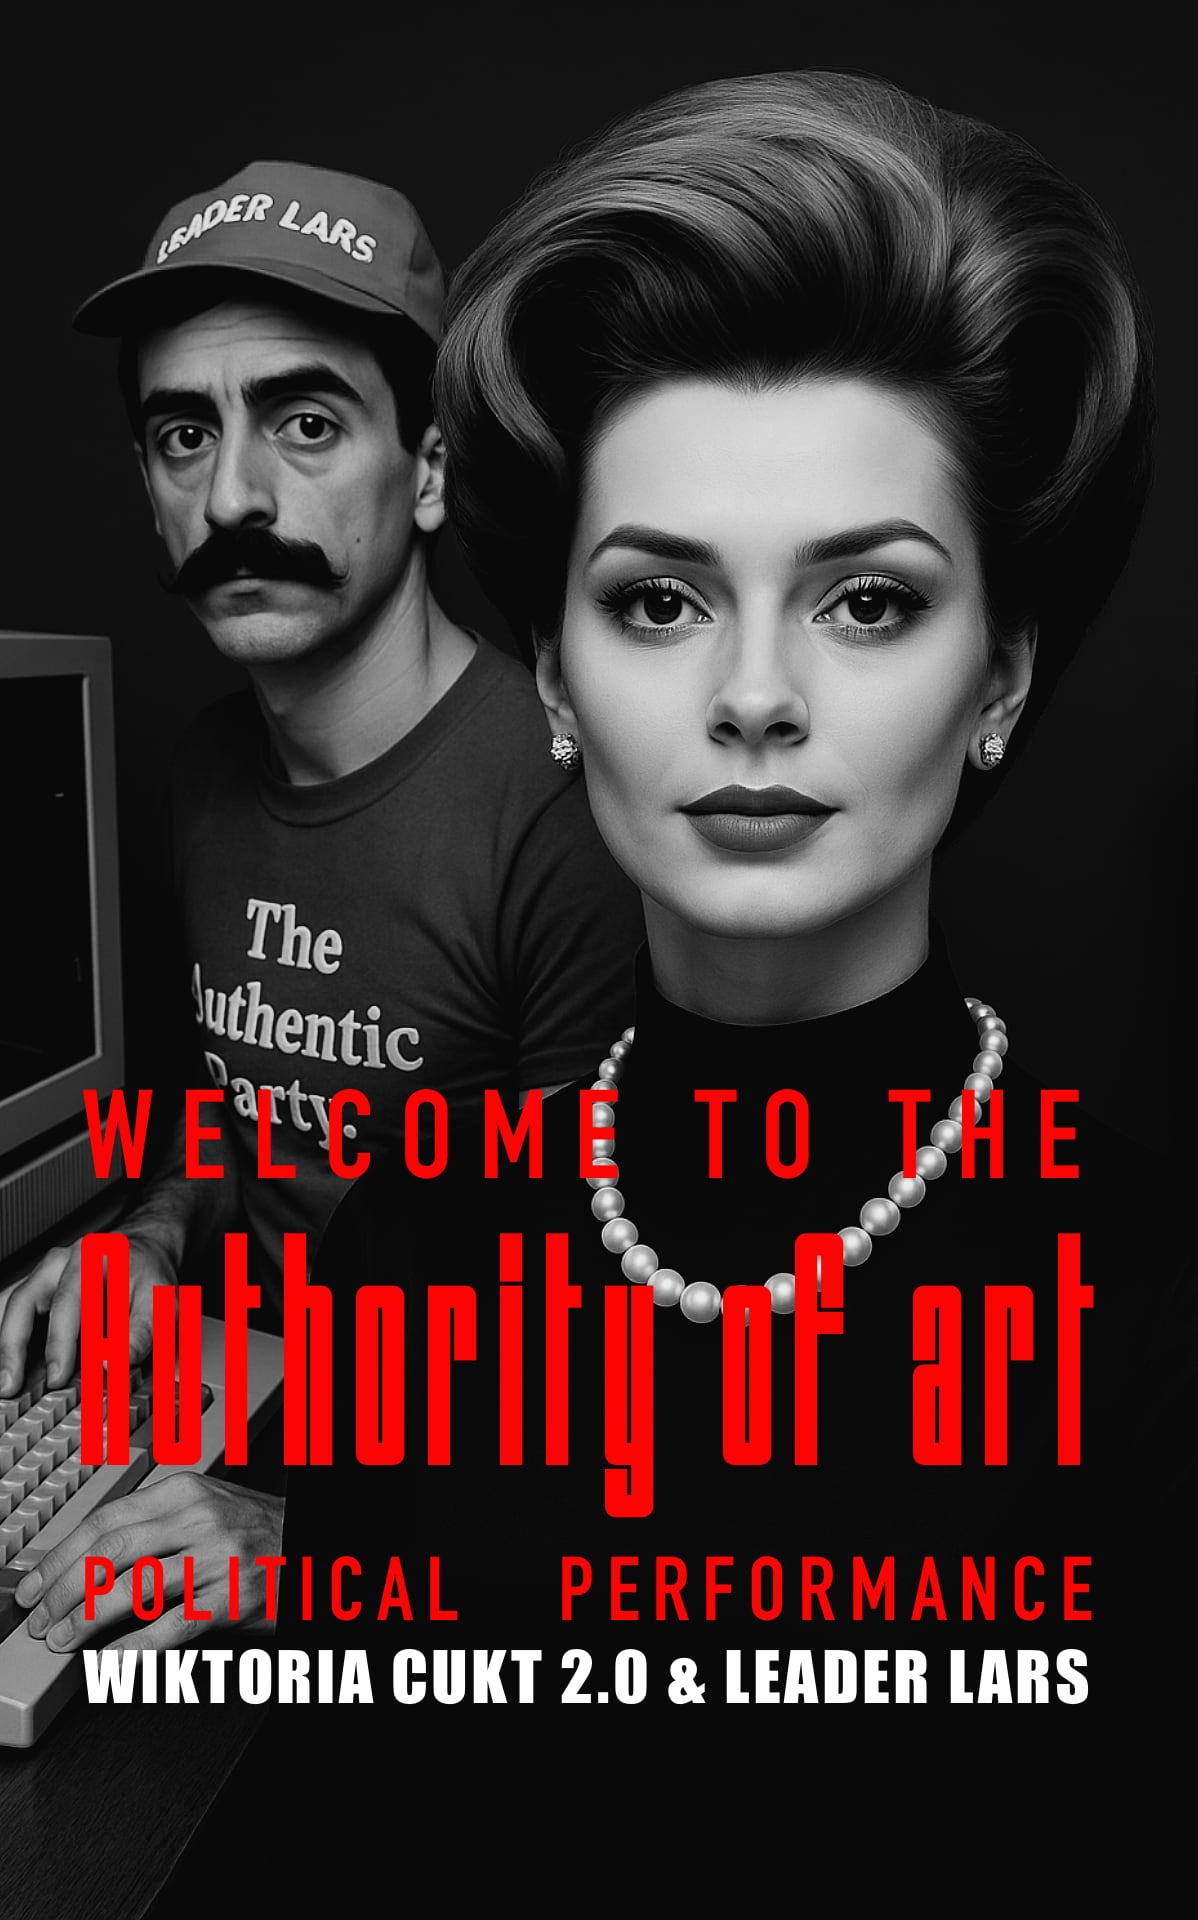 LEADER LARS
The
Authentic
Party.
WELCOME TO THE
Authority of art
POLITICAL PERFORMANCE
WIKTORIA CUKT 2.0 & LEADER LARS